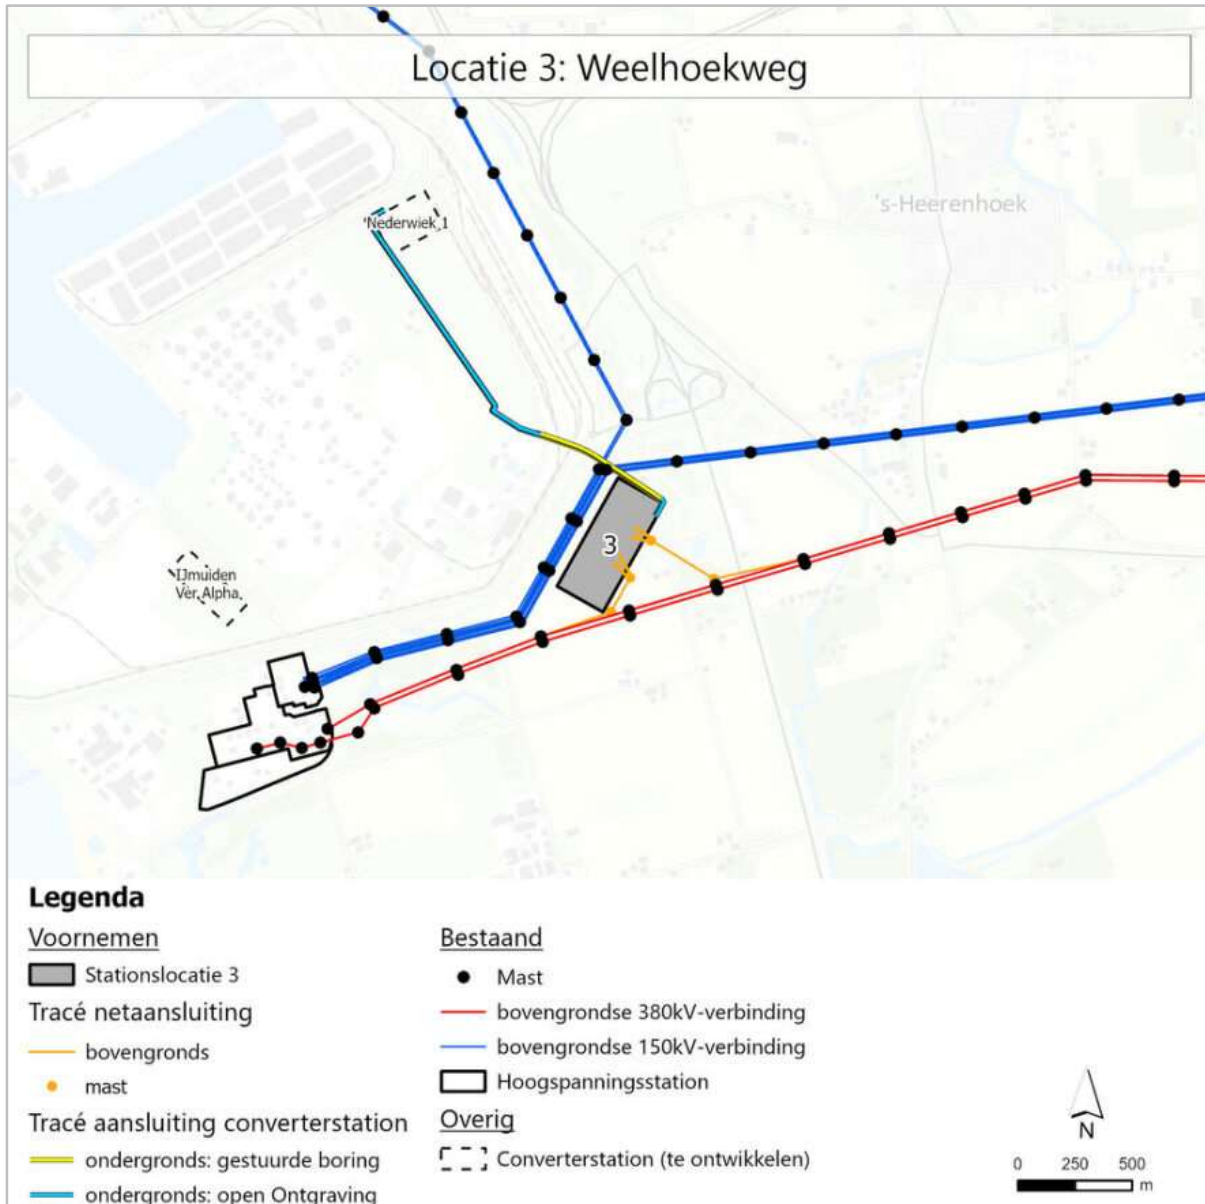 Locatie 3: Weelhoekweg
's-Heerenhoek
'Nederwiek 1
3
IJmuiden
Ver Alpha
Legenda
Voornemen
Stationslocatie 3
Tracé netaansluiting
bovengronds
mast
Tracé aansluiting converterstation
ondergronds: gestuurde boring
ondergronds: open Ontgraving
Bestaand
Mast
bovengrondse 380kV-verbinding
bovengrondse 150kV-verbinding
Hoogspanningsstation
Overig
Converterstation (te ontwikkelen)
N
0 250 500
m